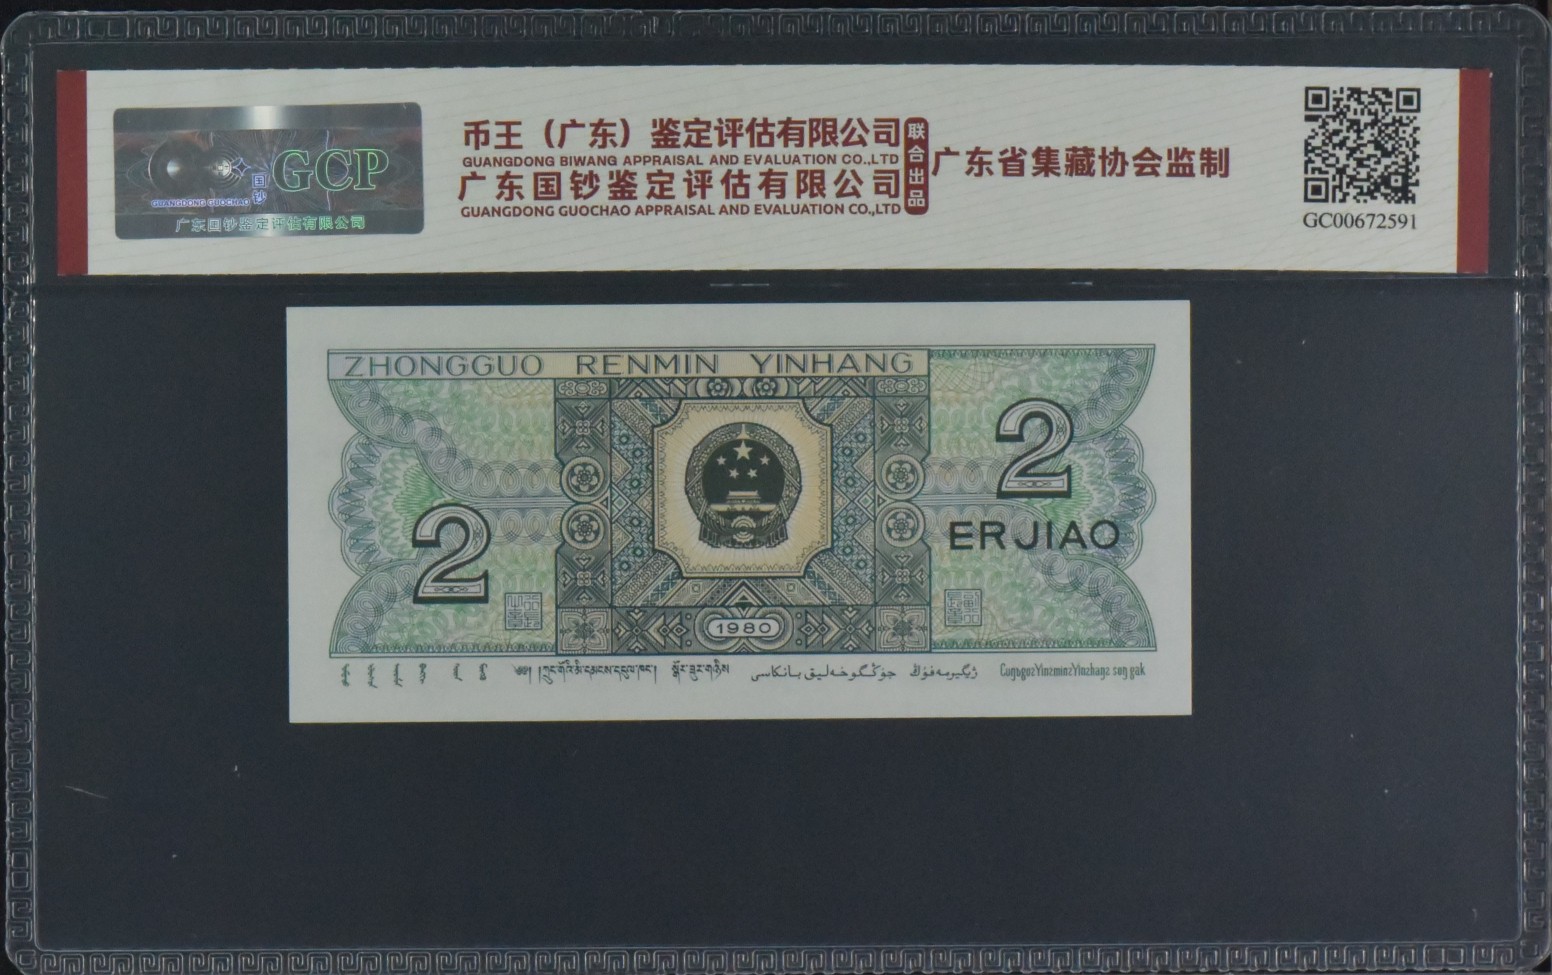 GCP
国钞
GUANGDONG GUOCHAO
广东国钞鉴定评估有限公司
币王（广东）鉴定评估有限公司
GUANGDONG BIWANG APPRAISAL AND EVALUATION CO.,LTD
广东国钞鉴定评估有限公司
GUANGDONG GUOCHAO APPRAISAL AND EVALUATION CO.,LTD
联合出品
广东省集藏协会监制
GC00672591
ZHONGGUO RENMIN YINHANG
2
2
ERJIAO
1980